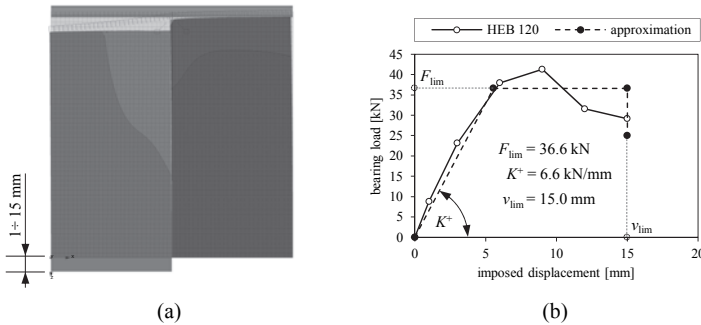 1÷ 15 mm
(a)
HEB 120
approximation
bearing load [kN]
45
40
35
30
25
20
15
10
5
0
F_lim
F_lim = 36.6 kN
K⁺ = 6.6 kN/mm
v_lim = 15.0 mm
K⁺
v_lim
0 5 10 15 20
imposed displacement [mm]
(b)